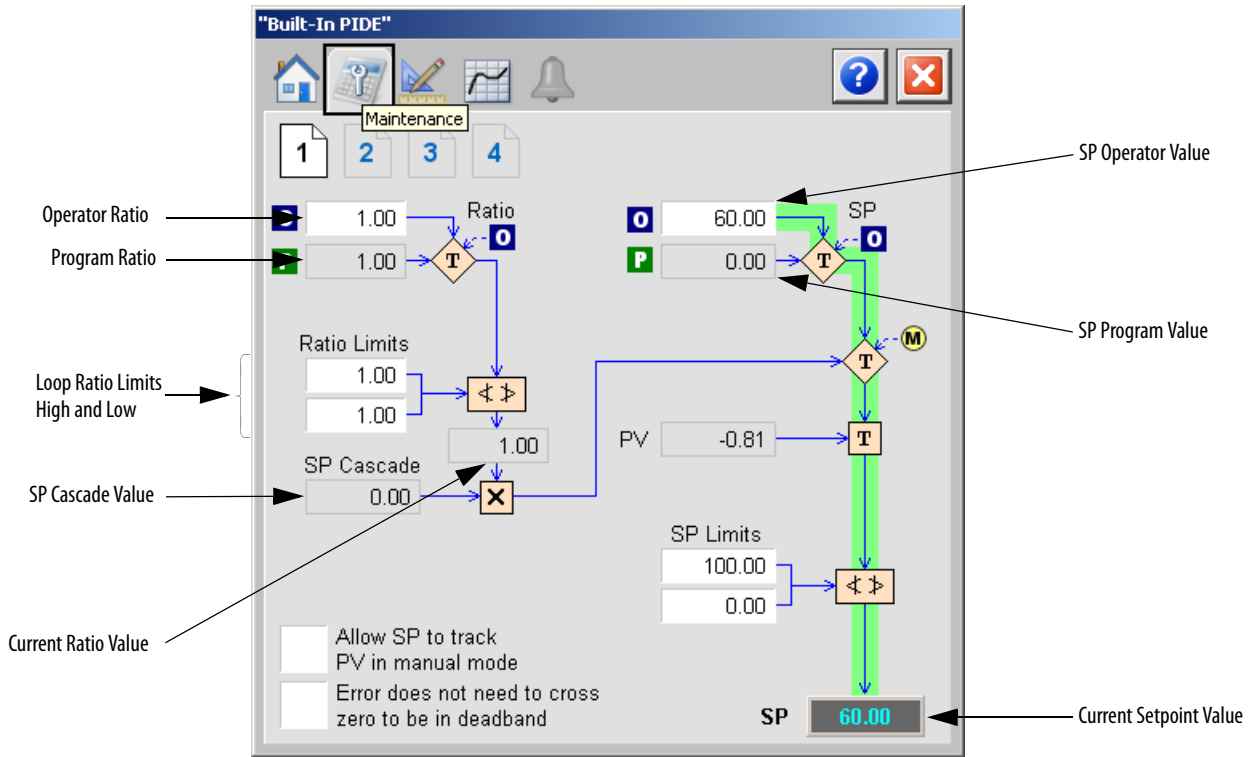 "Built-In PIDE"
?
Maintenance
1 2 3 4
SP Operator Value
Operator Ratio
O 1.00 Ratio
O 60.00 SP
O
O
Program Ratio
P 1.00 T
P 0.00 T
SP Program Value
M
T
Ratio Limits
1.00
1.00
Loop Ratio Limits
High and Low
1.00
PV -0.81 T
SP Cascade
SP Cascade Value
0.00
SP Limits
100.00
0.00
Current Ratio Value
Allow SP to track
PV in manual mode
Error does not need to cross
zero to be in deadband
SP 60.00
Current Setpoint Value